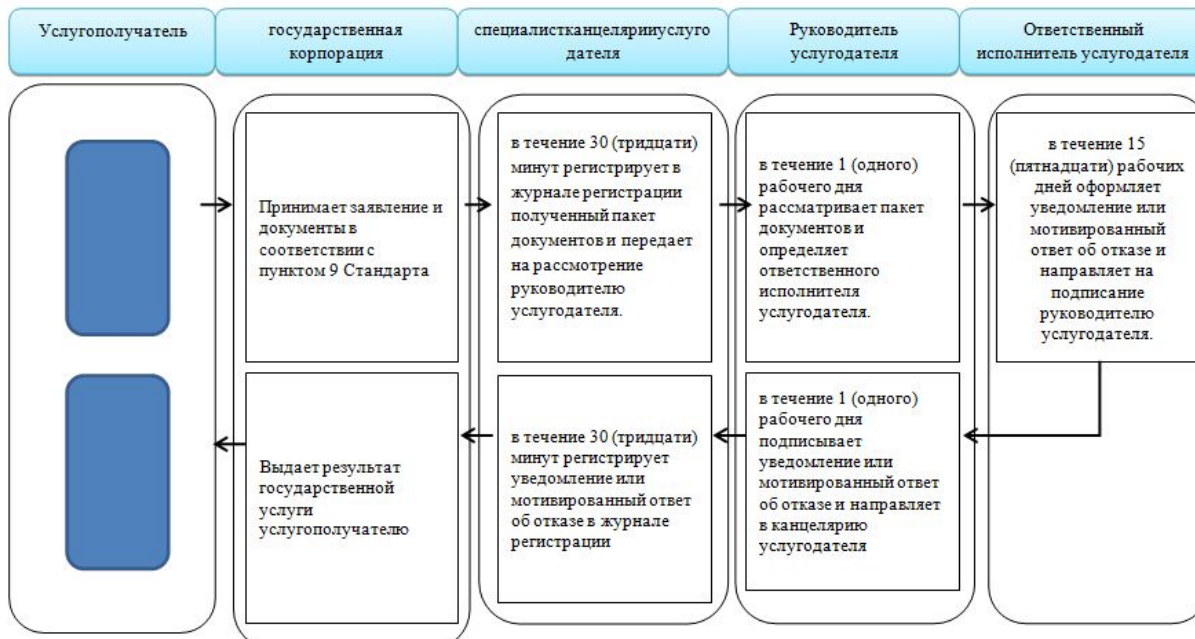 Услугополучатель
государственная
корпорация
специалистканцелярииуслуго
дателя
Руководитель
услугодателя
Ответственный
исполнитель услугодателя
Принимает заявление и
документы в
соответствии с
пунктом 9 Стандарта
в течение 30 (тридцати)
минут регистрирует в
журнале регистрации
полученный пакет
документов и передает
на рассмотрение
руководителю
услугодателя.
в течение 1 (одного)
рабочего дня
рассматривает пакет
документов и
определяет
ответственного
исполнителя
услугодателя.
в течение 15
(пятнадцати) рабочих
дней оформляет
уведомление или
мотивированный
ответ об отказе и
направляет на
подписание
руководителю
услугодателя.
Выдает результат
государственной
услуги
услугополучателю
в течение 30 (тридцати)
минут регистрирует
уведомление или
мотивированный ответ
об отказе в журнале
регистрации
в течение 1 (одного)
рабочего дня
подписывает
уведомление или
мотивированный ответ
об отказе и направляет
в канцелярию
услугодателя